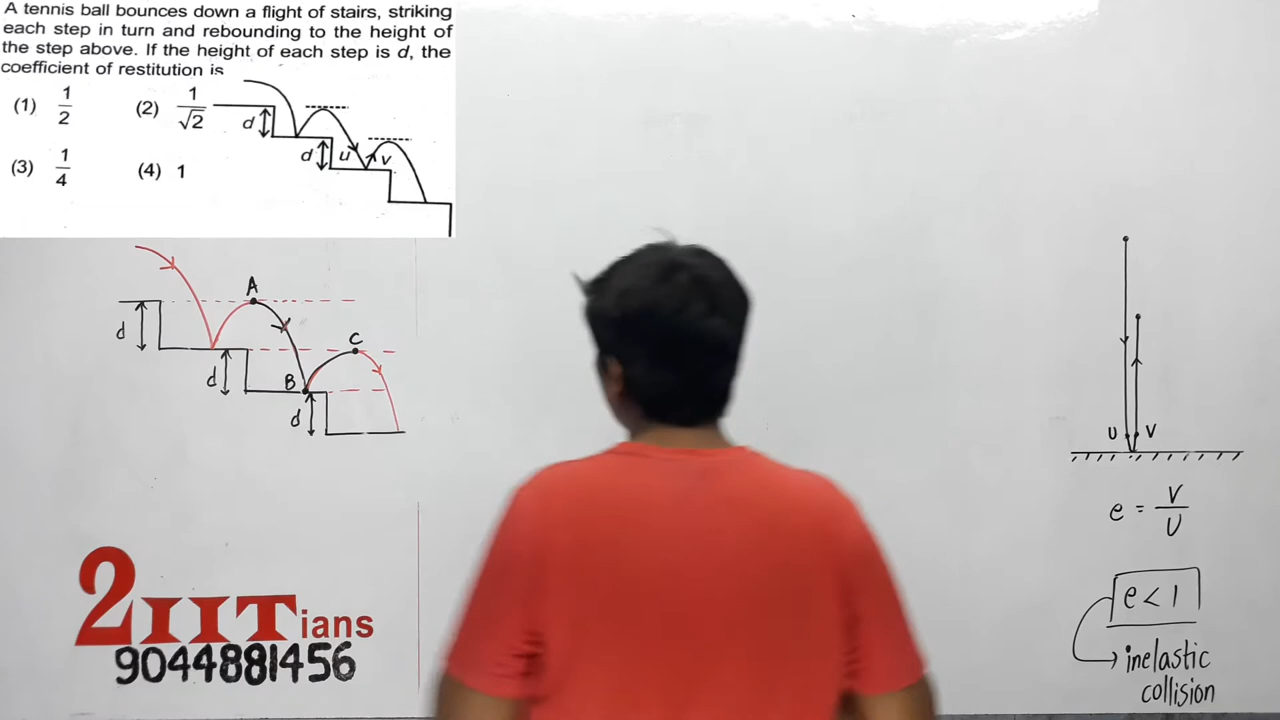 A tennis ball bounces down a flight of stairs, striking
each step in turn and rebounding to the height of
the step above. If the height of each step is d, the
coefficient of restitution is
(1) 1/2 (2) 1/√2
(3) 1/4 (4) 1
d
d u v
A
d
C
d
B
d
U V
e = V/U
e < 1
inelastic
collision
2IITians
9044881456